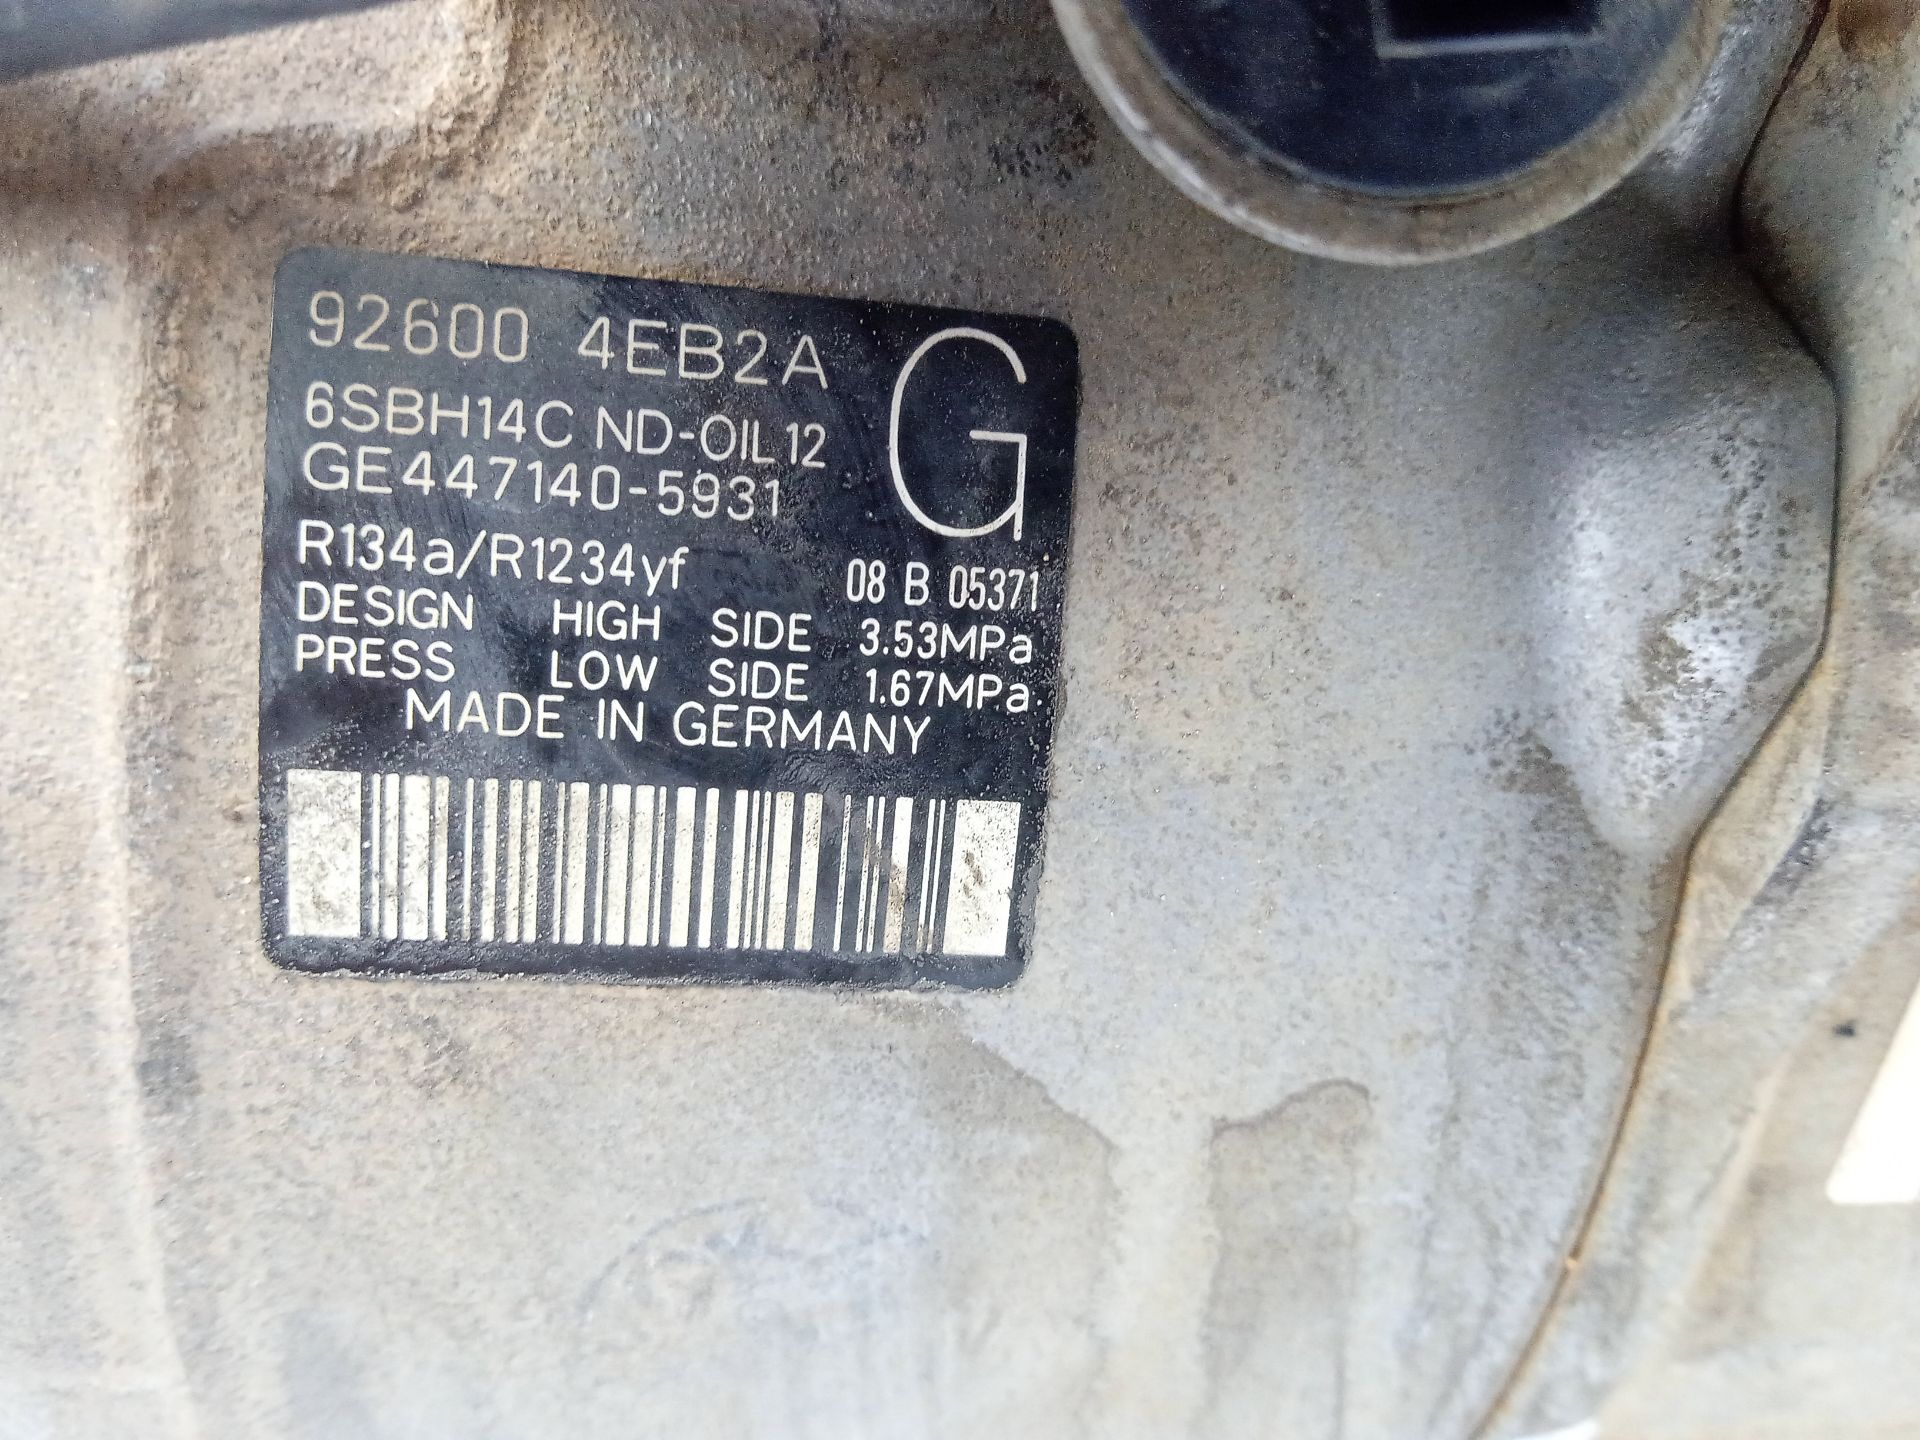 92600 4EB2A
G
6SBH14C ND-OIL12
GE447140-5931
R134a/R1234yf
08 B 05371
DESIGN HIGH SIDE 3.53MPa
PRESS LOW SIDE 1.67MPa
MADE IN GERMANY